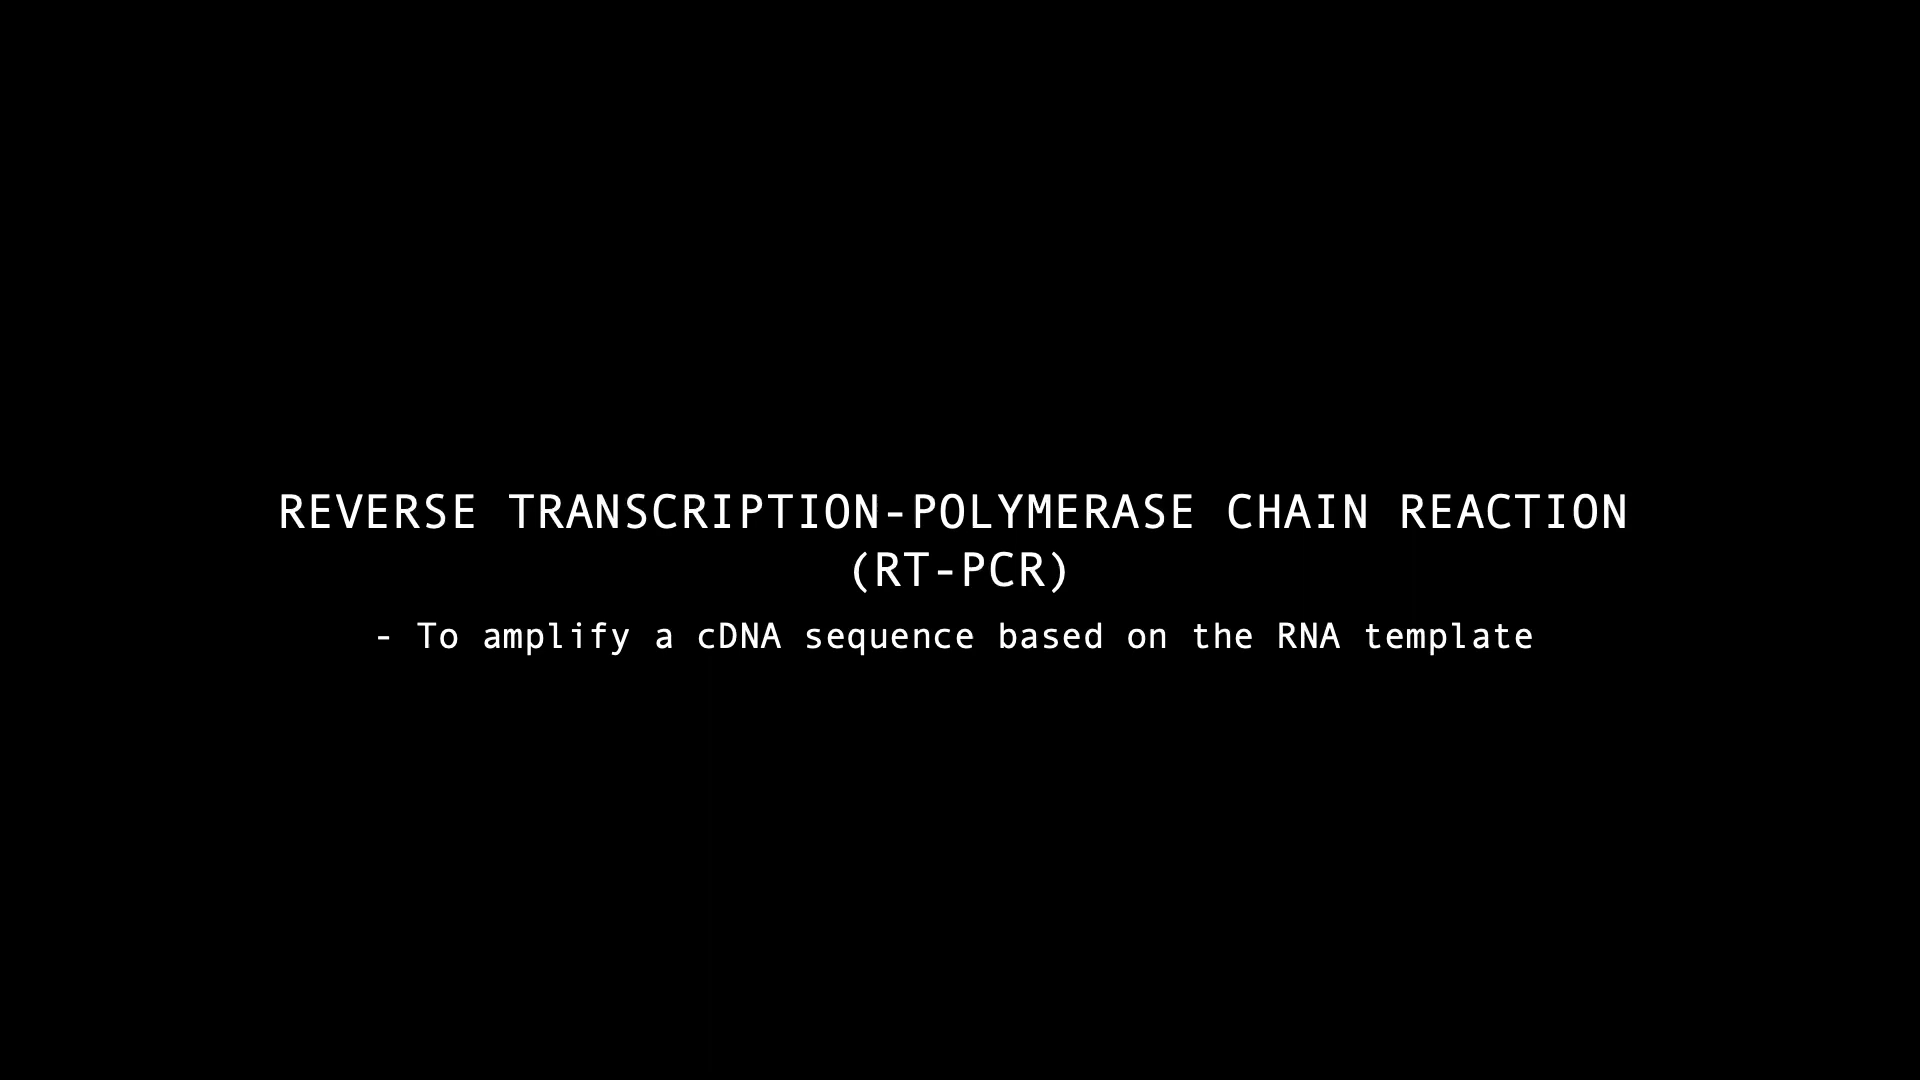 REVERSE TRANSCRIPTION-POLYMERASE CHAIN REACTION
(RT-PCR)
- To amplify a cDNA sequence based on the RNA template